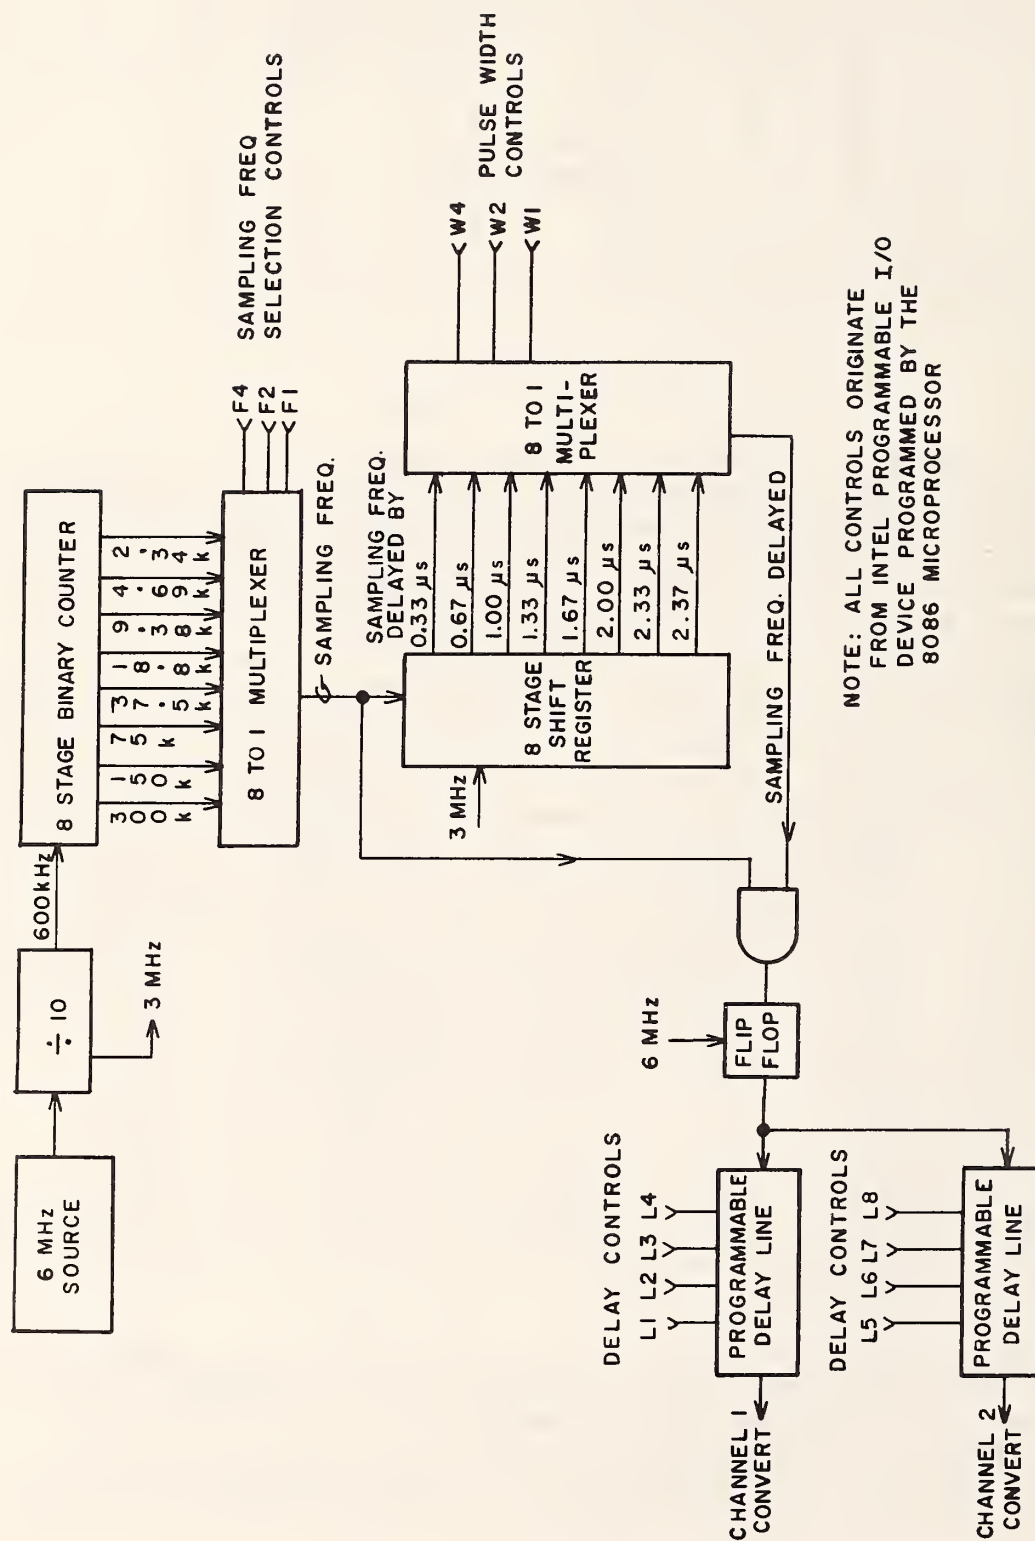 6 MHz
SOURCE
÷ 10
3 MHz
600kHz
8 STAGE BINARY COUNTER
300k
150k
75k
37.5k
18.8k
9.38k
4.69k
2.34k
8 TO 1 MULTIPLEXER
F4
F2
F1
SAMPLING FREQ
SELECTION CONTROLS
SAMPLING FREQ.
3 MHz
8 STAGE
SHIFT
REGISTER
SAMPLING FREQ.
DELAYED BY
0.33 µs
0.67 µs
1.00 µs
1.33 µs
1.67 µs
2.00 µs
2.33 µs
2.37 µs
8 TO 1
MULTI-
PLEXER
W4
W2
W1
PULSE WIDTH
CONTROLS
SAMPLING FREQ. DELAYED
6 MHz
FLIP
FLOP
DELAY CONTROLS
L1 L2 L3 L4
PROGRAMMABLE
DELAY LINE
CHANNEL 1
CONVERT
DELAY CONTROLS
L5 L6 L7 L8
PROGRAMMABLE
DELAY LINE
CHANNEL 2
CONVERT
NOTE: ALL CONTROLS ORIGINATE
FROM INTEL PROGRAMMABLE I/O
DEVICE PROGRAMMED BY THE
8086 MICROPROCESSOR